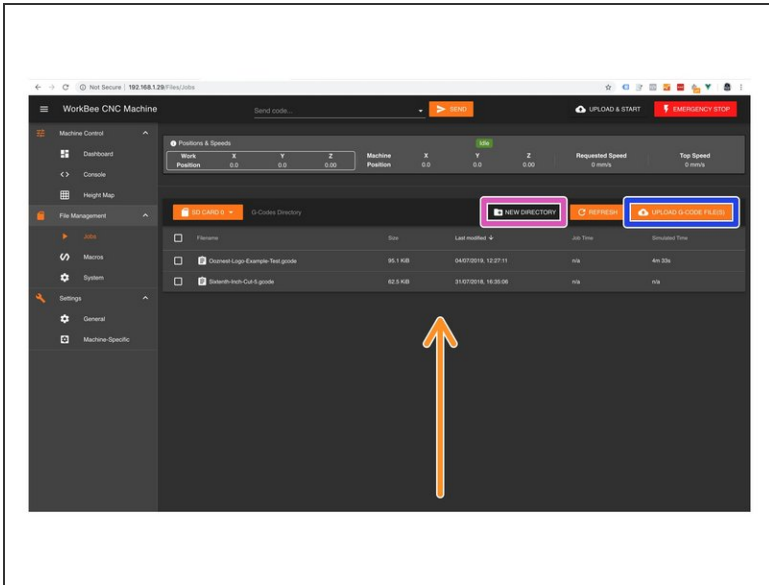 Not Secure | 192.168.1.29/Files/Jobs
WorkBee CNC Machine
Send code...
SEND
UPLOAD & START
EMERGENCY STOP
Machine Control
Dashboard
Console
Height Map
File Management
Jobs
Macros
System
Settings
General
Machine-Specific
Positions & Speeds
Idle
Work Position X Y Z Machine Position X Y Z Requested Speed Top Speed
0.0 0.0 0.00 0.0 0.0 0.00 0 mm/s 0 mm/s
SD CARD 0 G-Codes Directory NEW DIRECTORY REFRESH UPLOAD G-CODE FILE(S)
Filename Size Last modified Job Time Simulated Time
Ooznest-Logo-Example-Test.gcode 95.1 KiB 04/07/2019, 12:27:11 n/a 4m 33s
Sixtenth-Inch-Cut-5.gcode 62.5 KiB 31/07/2018, 16:35:08 n/a n/a